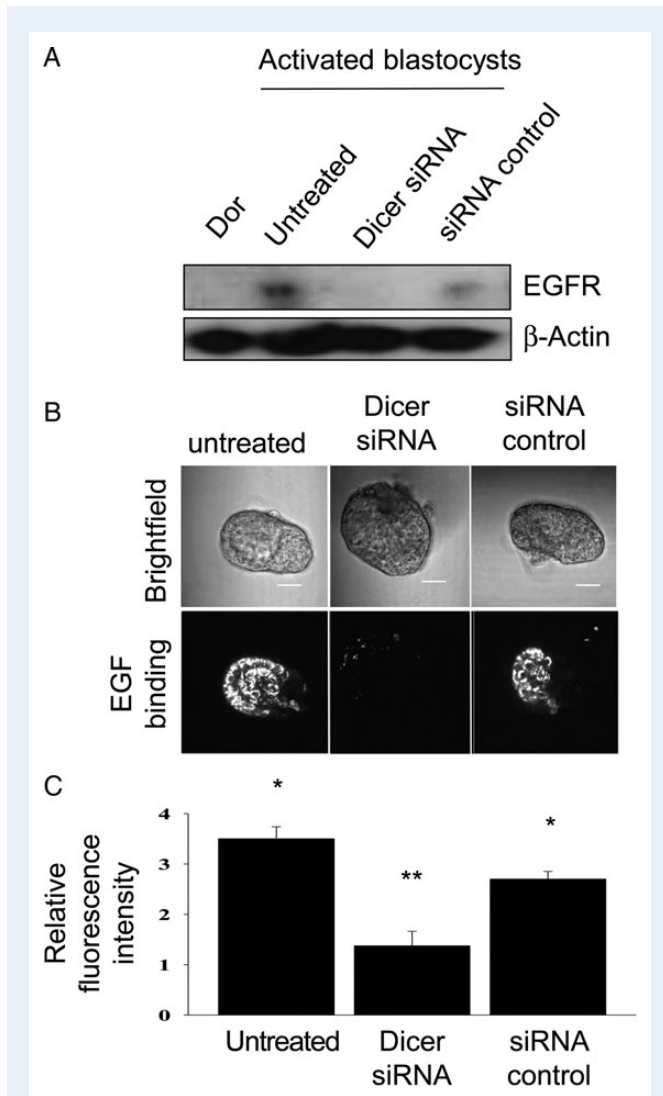 A
Activated blastocysts
Dor
Untreated
Dicer siRNA
siRNA control
EGFR
β-Actin
B
untreated
Dicer
siRNA
siRNA
control
Brightfield
EGF
binding
C
Relative
fluorescence
intensity
4
3
2
1
0
*
**
*
Untreated
Dicer
siRNA
siRNA
control